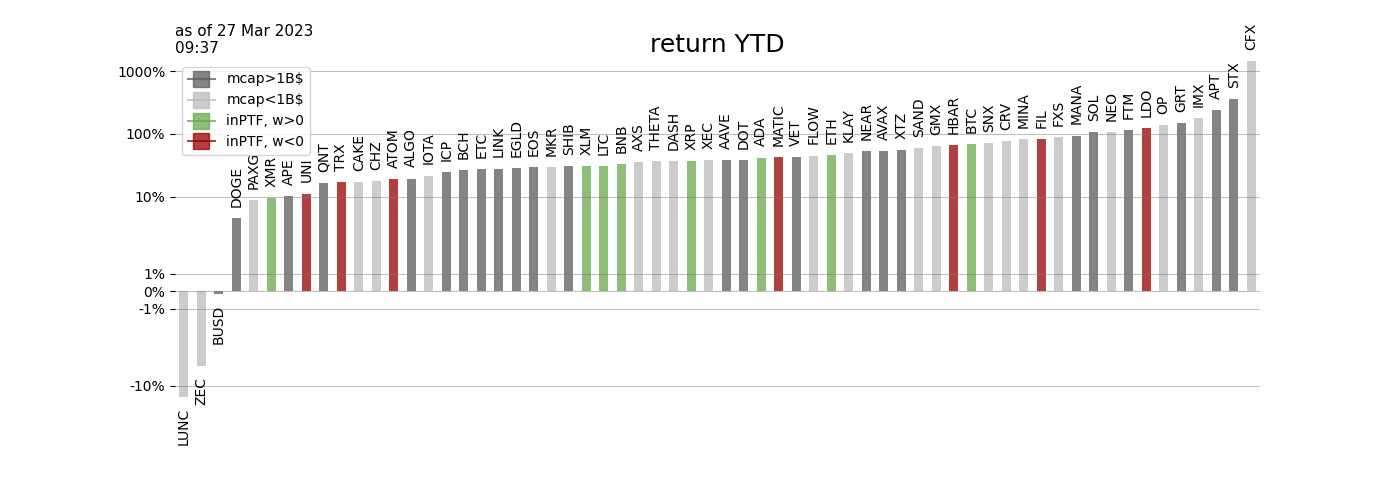 as of 27 Mar 2023
09:37
return YTD
mcap>1B$
mcap<1B$
inPTF, w>0
inPTF, w<0
1000%
100%
10%
1%
0%
-1%
-10%
LUNC
ZEC
BUSD
DOGE
PAXG
XMR
APE
UNI
QNT
TRX
CAKE
CHZ
ATOM
ALGO
IOTA
ICP
BCH
ETC
LINK
EGLD
EOS
MKR
SHIB
XLM
LTC
BNB
AXS
THETA
DASH
XRP
XEC
AAVE
DOT
ADA
MATIC
VET
FLOW
ETH
KLAY
NEAR
AVAX
XTZ
SAND
GMX
HBAR
BTC
SNX
CRV
MINA
FIL
FXS
MANA
SOL
NEO
FTM
LDO
OP
GRT
IMX
APT
STX
CFX